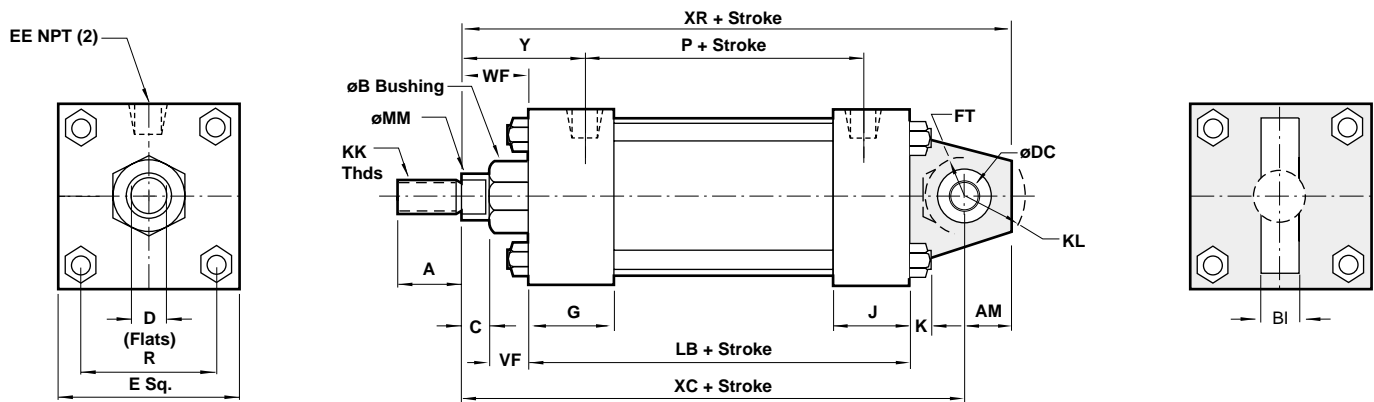 XR + Stroke
EE NPT (2)
Y
P + Stroke
WF
øB Bushing
øMM
FT
KK
Thds
øDC
KL
A
D
(Flats)
R
E Sq.
C
G
J
K
AM
BI
VF
LB + Stroke
XC + Stroke